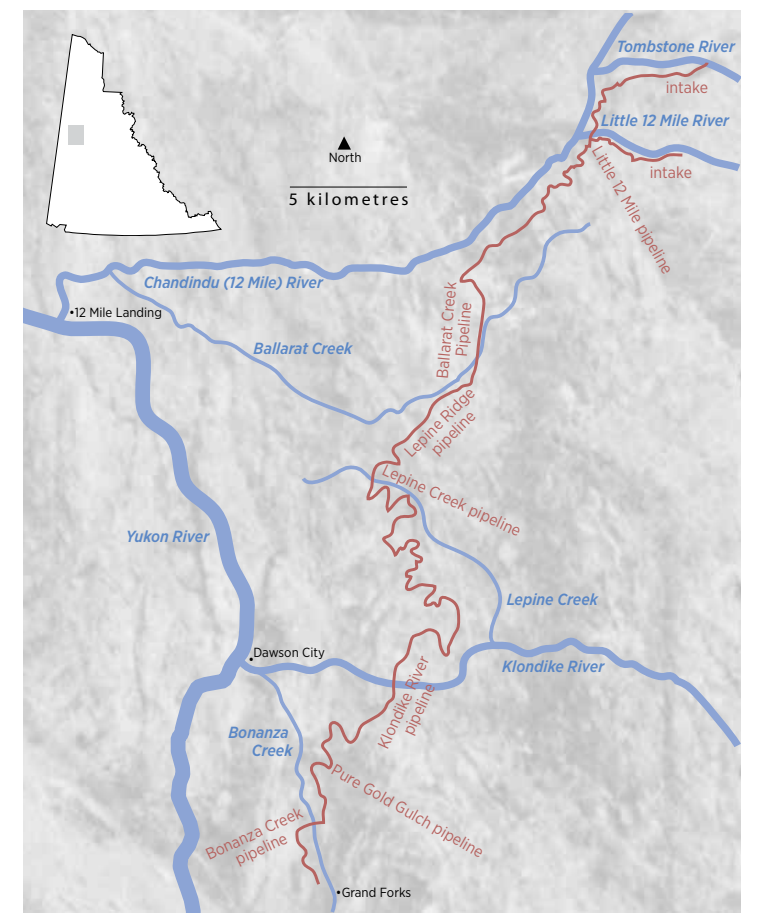 Tombstone River
intake
Little 12 Mile River
North
intake
5 kilometres
Little 12 Mile pipeline
Chandindu (12 Mile) River
12 Mile Landing
Ballarat Creek
Pipeline
Ballarat Creek
Lepine Ridge
pipeline
Lepine Creek pipeline
Yukon River
Lepine Creek
Dawson City
Klondike River
Klondike River
pipeline
Bonanza
Creek
Pure Gold Gulch pipeline
Bonanza Creek
pipeline
Grand Forks